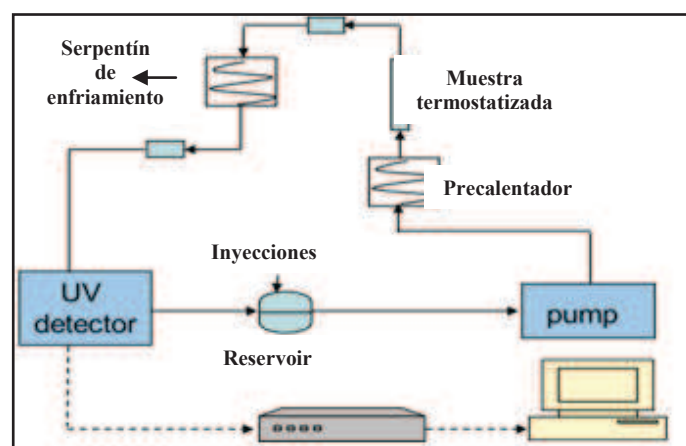 Serpentín
de
enfriamiento
Muestra
termostatizada
Precalentador
Inyecciones
UV
detector
pump
Reservoir